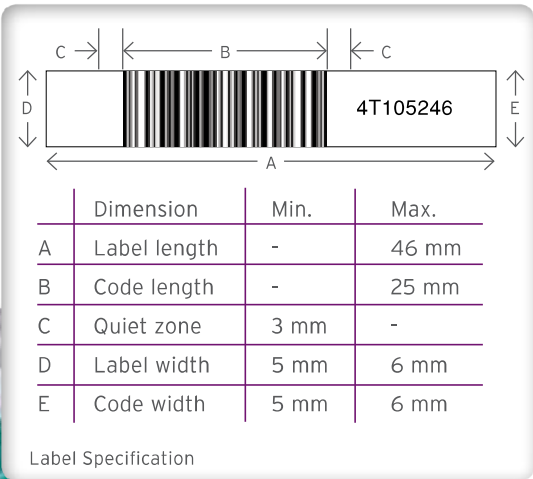 C B C
D 4T105246 E
A
Dimension Min. Max.
A Label length - 46 mm
B Code length - 25 mm
C Quiet zone 3 mm -
D Label width 5 mm 6 mm
E Code width 5 mm 6 mm
Label Specification